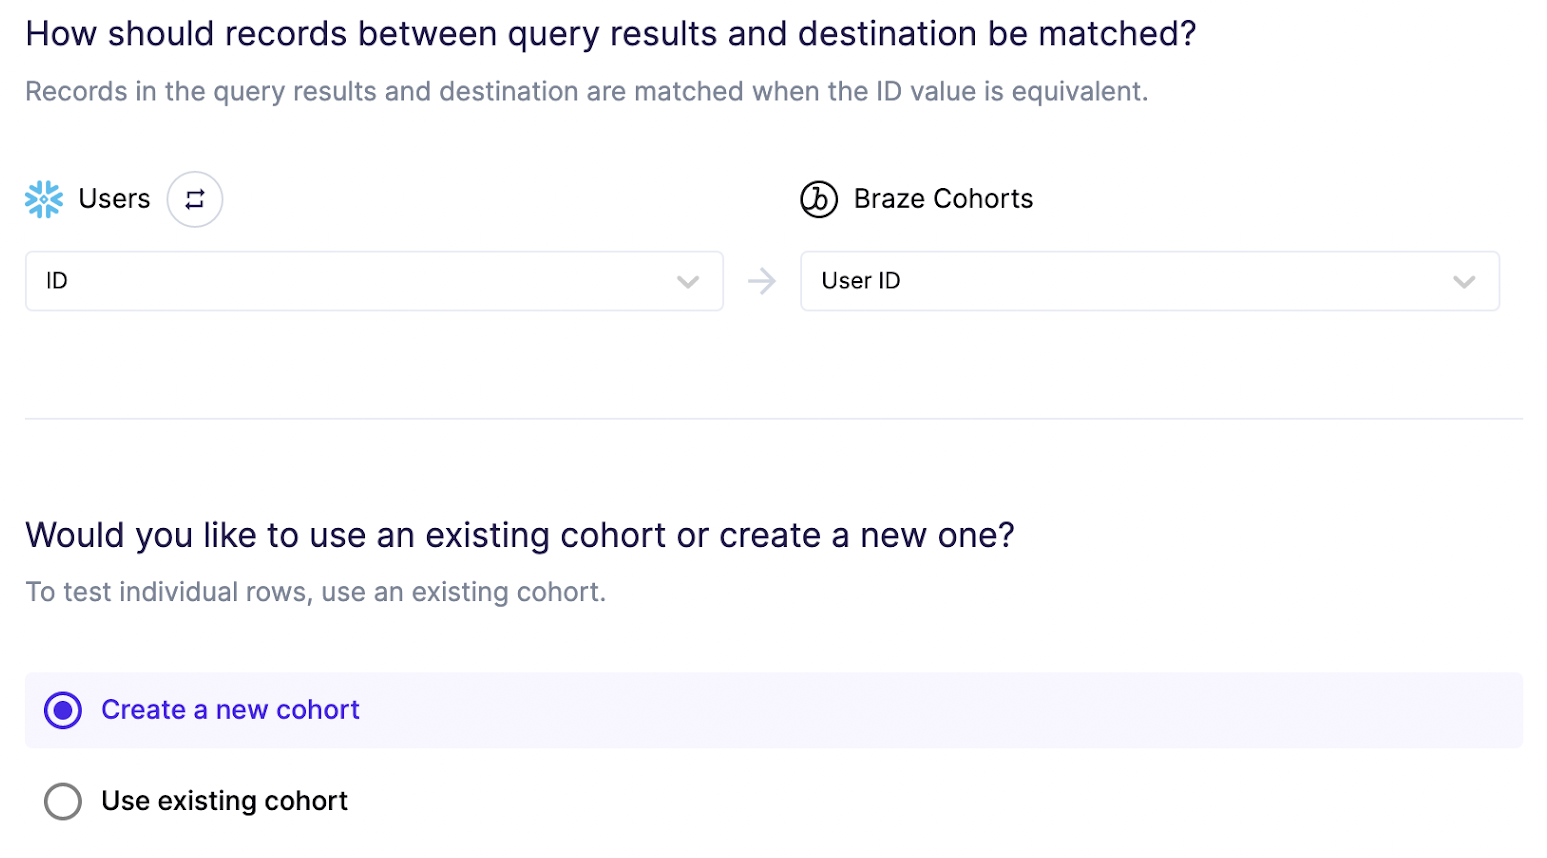 How should records between query results and destination be matched?
Records in the query results and destination are matched when the ID value is equivalent.
Users
Braze Cohorts
ID
User ID
Would you like to use an existing cohort or create a new one?
To test individual rows, use an existing cohort.
Create a new cohort
Use existing cohort